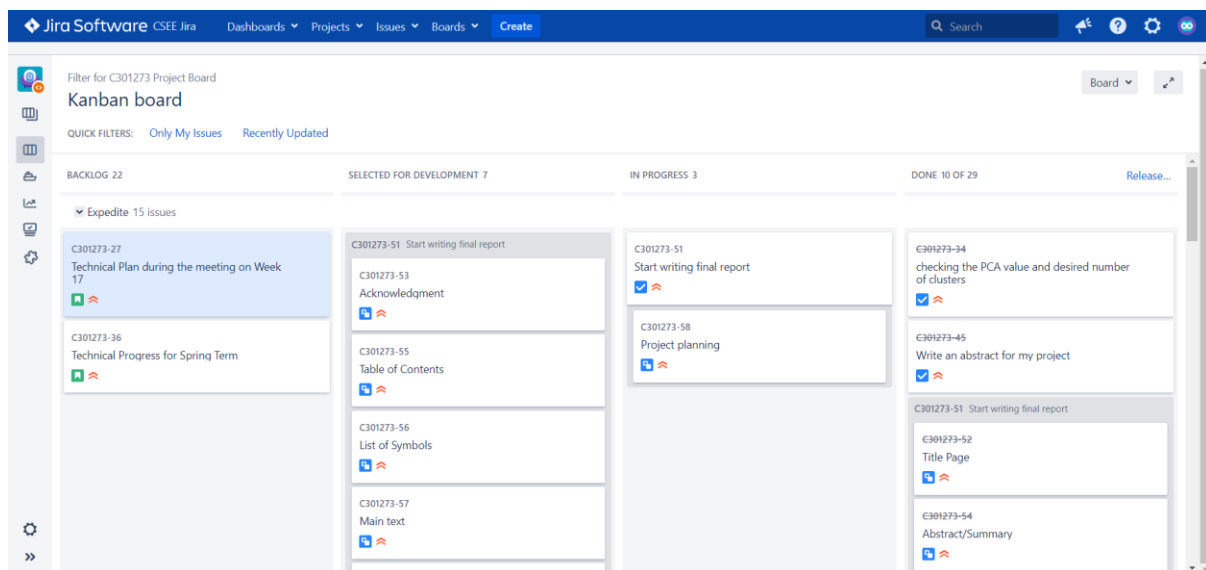 Jira Software CSEE Jira Dashboards Projects Issues Boards Create Search
Filter for C301273 Project Board
Kanban board
Board
QUICK FILTERS: Only My Issues Recently Updated
BACKLOG 22
SELECTED FOR DEVELOPMENT 7
IN PROGRESS 3
DONE 10 OF 29
Release...
Expedite 15 issues
C301273-27
Technical Plan during the meeting on Week
17
C301273-36
Technical Progress for Spring Term
C301273-51 Start writing final report
C301273-53
Acknowledgment
C301273-55
Table of Contents
C301273-56
List of Symbols
C301273-57
Main text
C301273-51
Start writing final report
C301273-58
Project planning
C301273-34
checking the PCA value and desired number
of clusters
C301273-45
Write an abstract for my project
C301273-51 Start writing final report
C301273-52
Title Page
C301273-54
Abstract/Summary